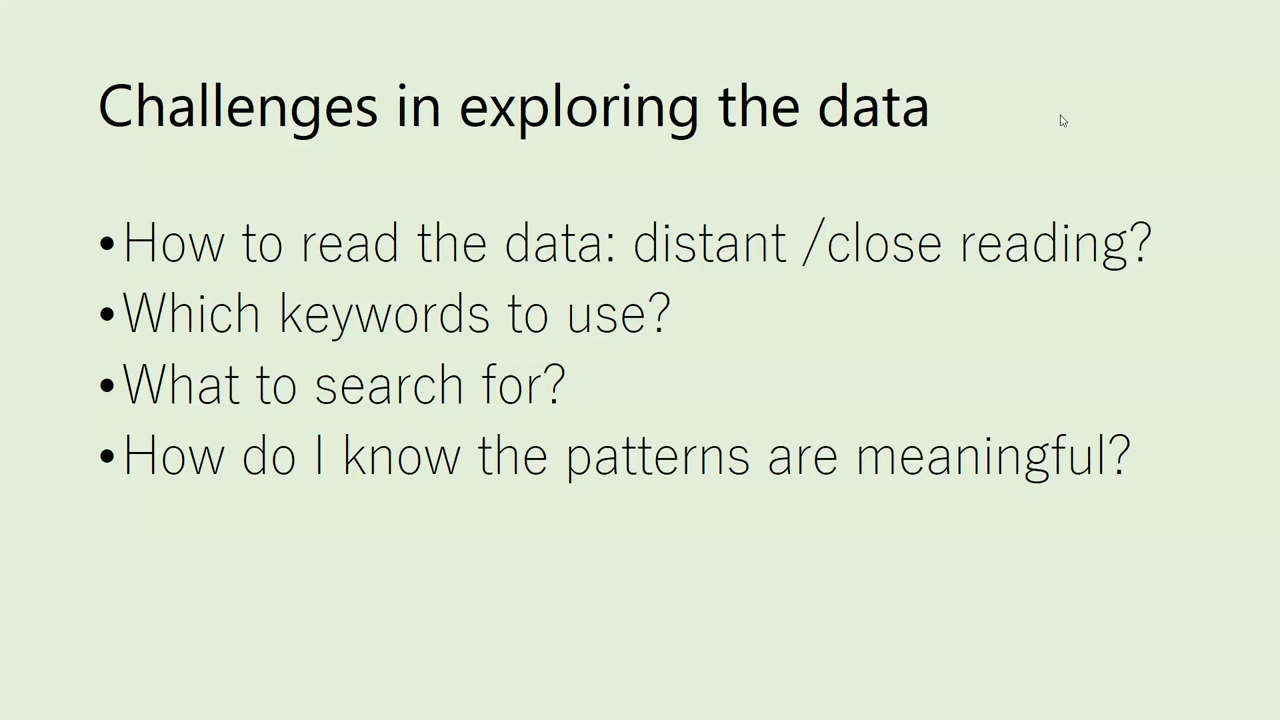 Challenges in exploring the data
•How to read the data: distant /close reading?
•Which keywords to use?
•What to search for?
•How do I know the patterns are meaningful?